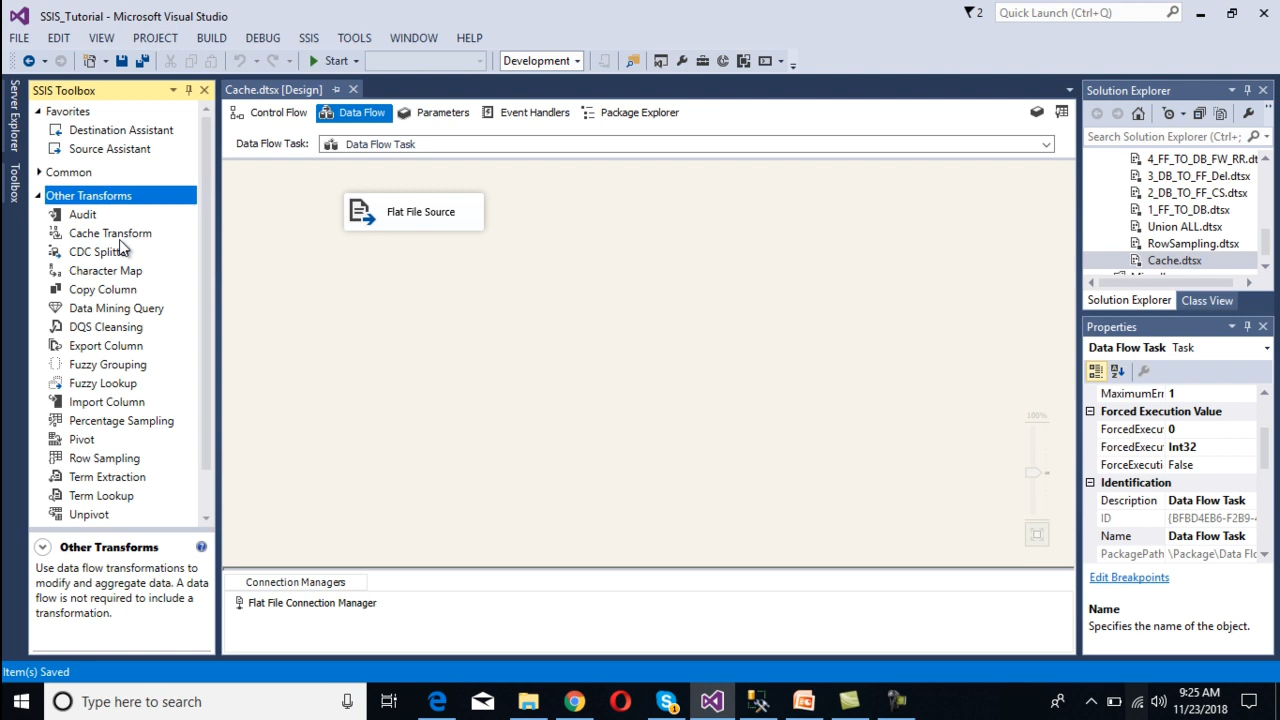 SSIS_Tutorial - Microsoft Visual Studio
2
Quick Launch (Ctrl+Q)
FILE EDIT VIEW PROJECT BUILD DEBUG SSIS TOOLS WINDOW HELP
Start
Development
Server Explorer
Toolbox
SSIS Toolbox
Favorites
Destination Assistant
Source Assistant
Common
Other Transforms
Audit
Cache Transform
CDC Splitter
Character Map
Copy Column
Data Mining Query
DQS Cleansing
Export Column
Fuzzy Grouping
Fuzzy Lookup
Import Column
Percentage Sampling
Pivot
Row Sampling
Term Extraction
Term Lookup
Unpivot
Other Transforms
Use data flow transformations to
modify and aggregate data. A data
flow is not required to include a
transformation.
Cache.dtsx [Design]
Control Flow Data Flow Parameters Event Handlers Package Explorer
Data Flow Task: Data Flow Task
Flat File Source
100%
Connection Managers
Flat File Connection Manager
Solution Explorer
Search Solution Explorer (Ctrl+;)
4_FF_TO_DB_FW_RR.dt
3_DB_TO_FF_Del.dtsx
2_DB_TO_FF_CS.dtsx
1_FF_TO_DB.dtsx
Union ALL.dtsx
RowSampling.dtsx
Cache.dtsx
Solution Explorer Class View
Properties
Data Flow Task Task
MaximumErr 1
Forced Execution Value
ForcedExecut 0
ForcedExecut Int32
ForceExecuti False
Identification
Description Data Flow Task
ID {BFBD4EB6-F2B9-4
Name Data Flow Task
PackagePath \Package\Data Flo
Edit Breakpoints
Name
Specifies the name of the object.
Item(s) Saved
Type here to search
1
9:25 AM
11/23/2018